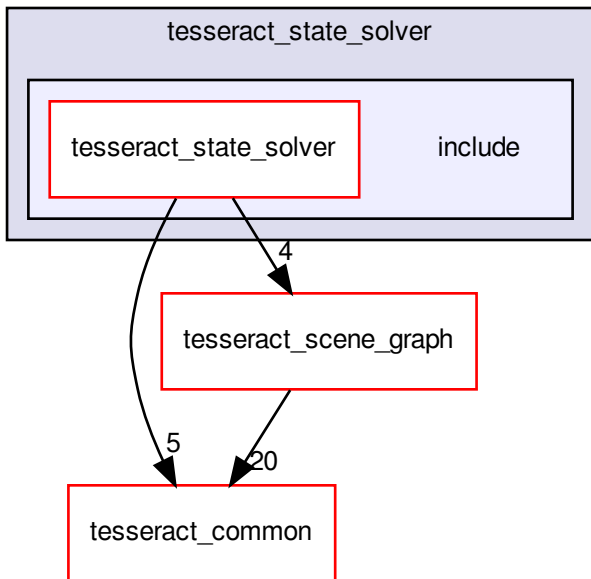 tesseract_state_solver
tesseract_state_solver
include
4
tesseract_scene_graph
5
20
tesseract_common